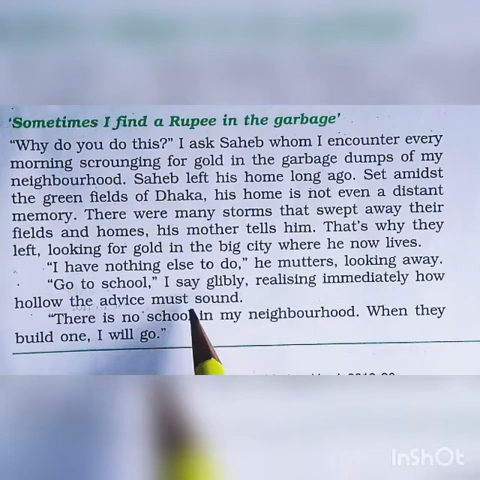 'Sometimes I find a Rupee in the garbage'
"Why do you do this?" I ask Saheb whom I encounter every
morning scrounging for gold in the garbage dumps of my
neighbourhood. Saheb left his home long ago. Set amidst
the green fields of Dhaka, his home is not even a distant
memory. There were many storms that swept away their
fields and homes, his mother tells him. That's why they
left, looking for gold in the big city where he now lives.
"I have nothing else to do," he mutters, looking away.
"Go to school," I say glibly, realising immediately how
hollow the advice must sound.
"There is no school in my neighbourhood. When they
build one, I will go."
InShOt